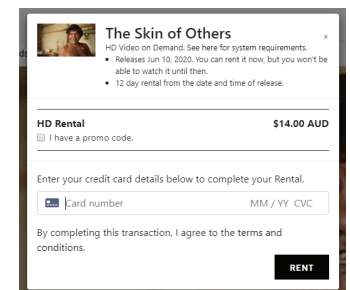 The Skin of Others
×
HD Video on Demand. See here for system requirements.
• Releases Jun 10, 2020. You can rent it now, but you won't be
able to watch it until then.
• 12 day rental from the date and time of release.
HD Rental $14.00 AUD
I have a promo code.
Enter your credit card details below to complete your Rental.
Card number MM / YY CVC
By completing this transaction, I agree to the terms and
conditions.
RENT